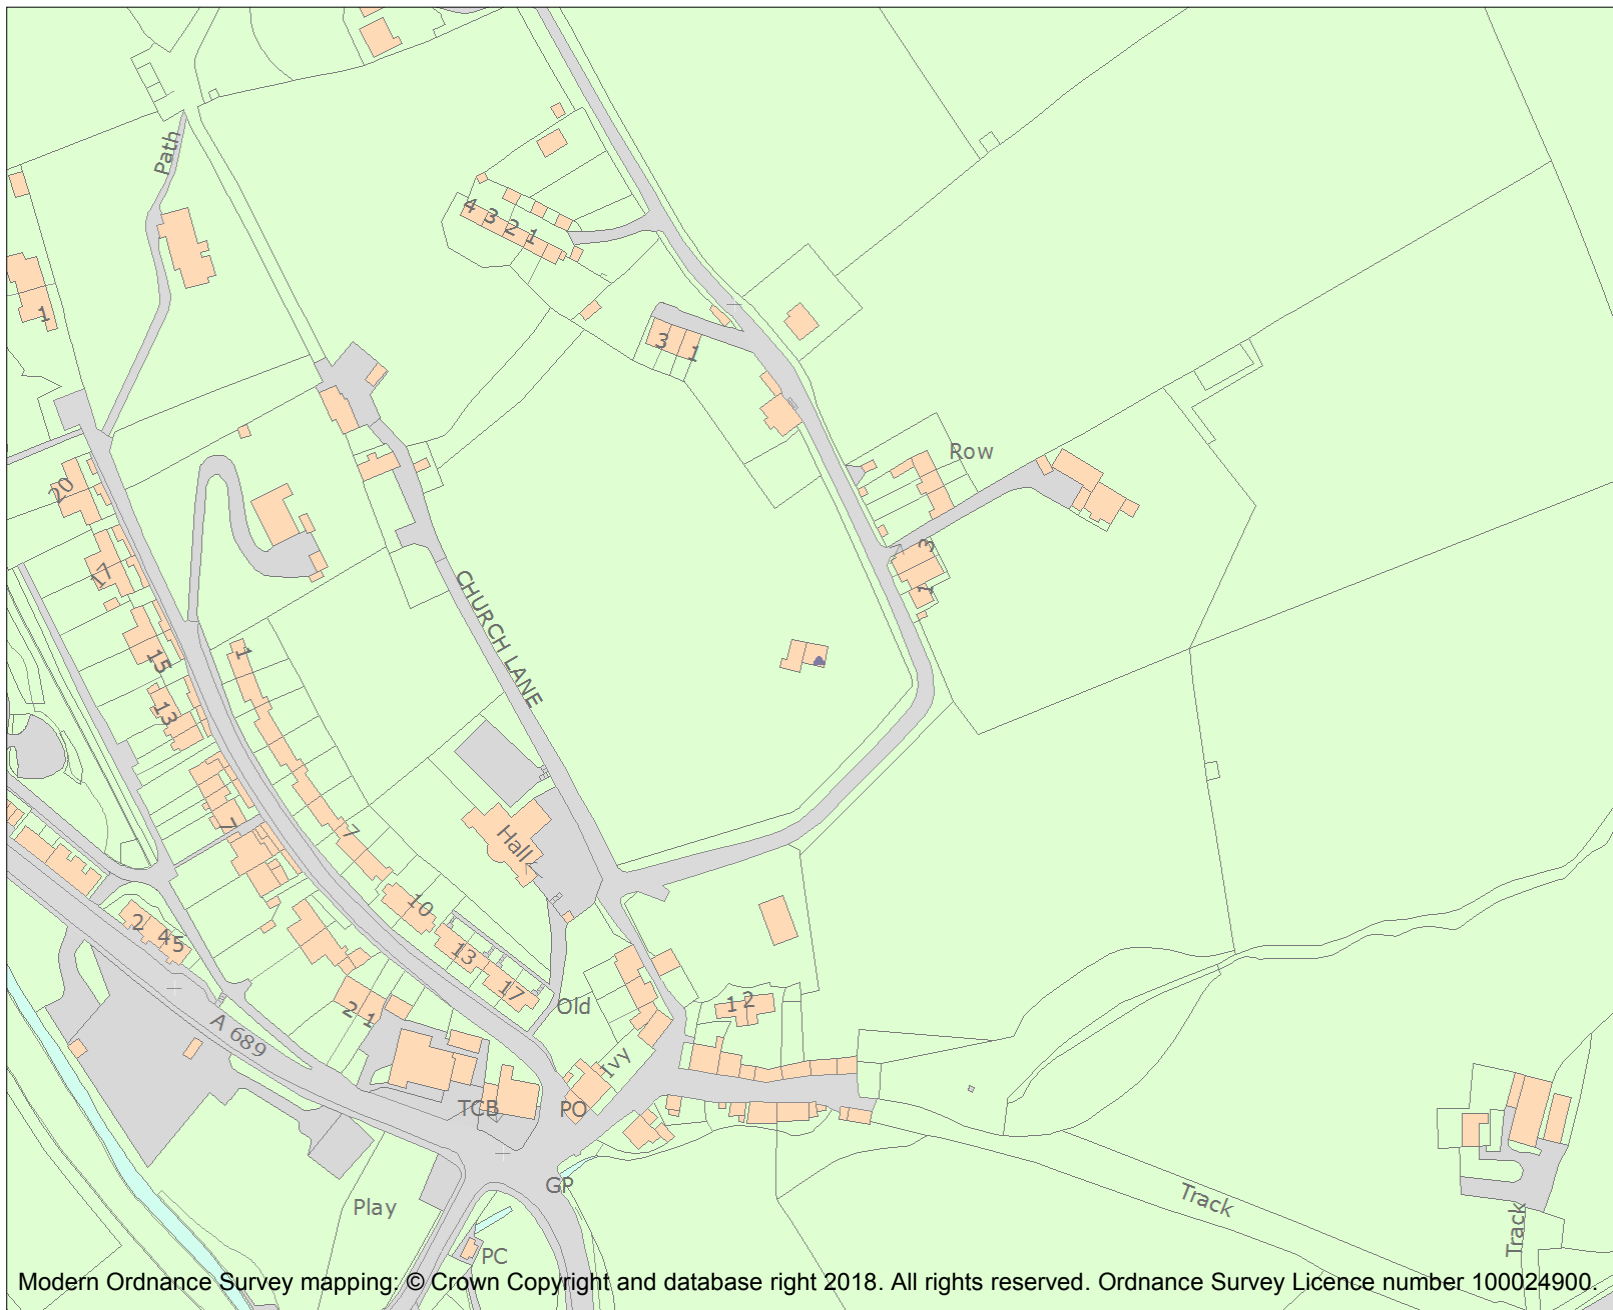 Path
4 3 2 1
1
3 1
Row
20
3
1
17
CHURCH LANE
15
1
13
7
7
Hall
10
2 45
13
17
Old
1 2
2 1
A 689
Ivy
TCB
PO
GP
Play
Track
Track
PC
Modern Ordnance Survey mapping: © Crown Copyright and database right 2018. All rights reserved. Ordnance Survey Licence number 100024900.